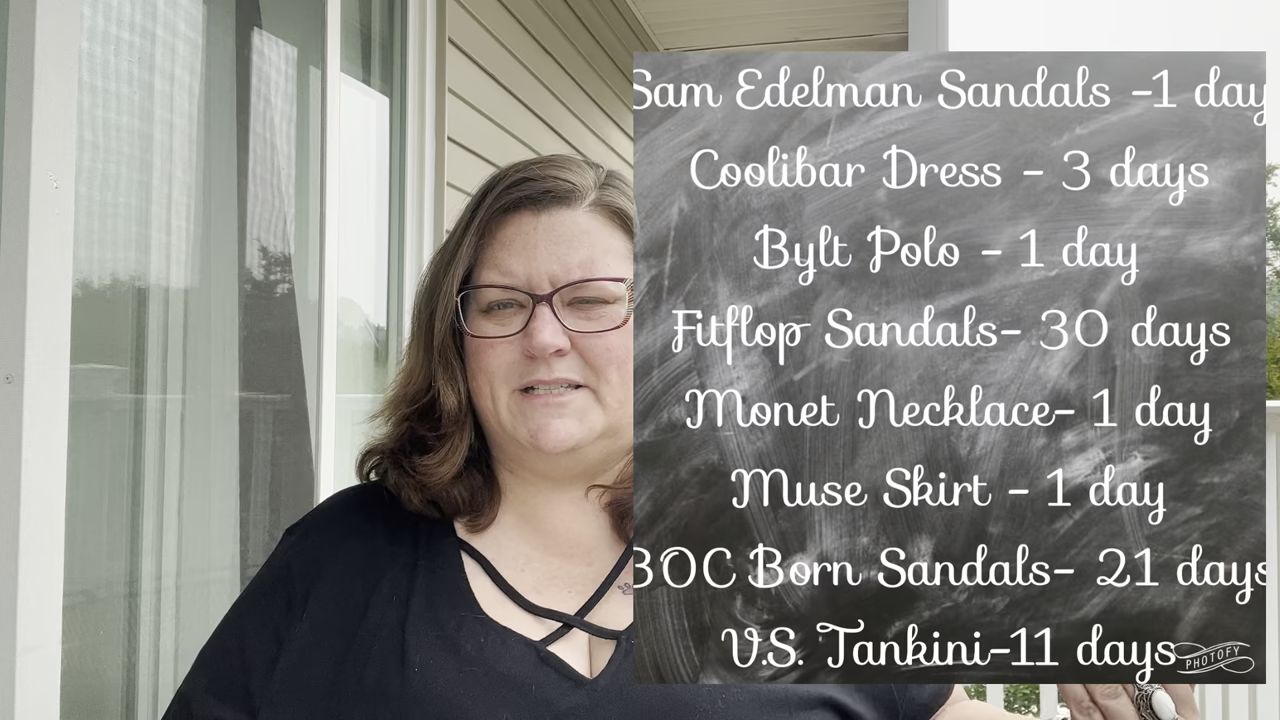 Sam Edelman Sandals -1 day
Coolibar Dress - 3 days
Bylt Polo - 1 day
Fitflop Sandals- 30 days
Monet Necklace- 1 day
Muse Skirt - 1 day
BOC Born Sandals- 21 days
V.S. Tankini-11 days
PHOTOFY